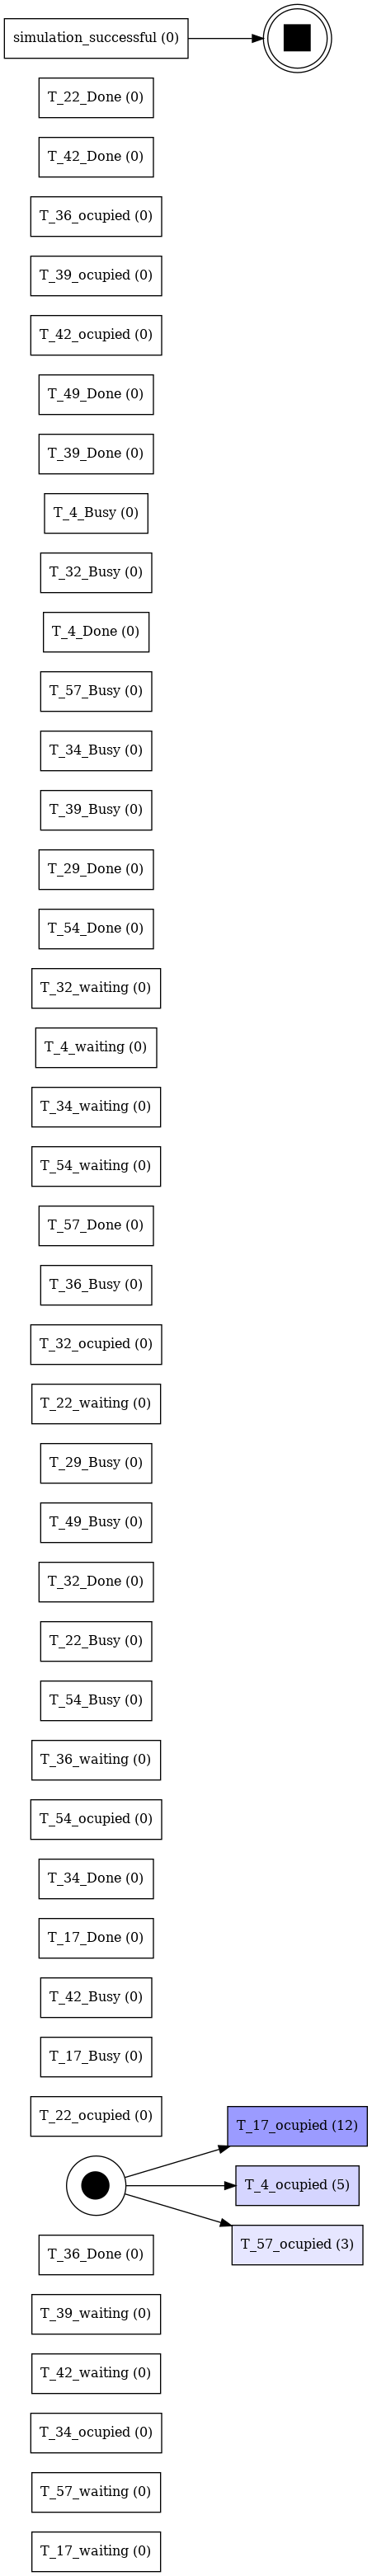 simulation_successful (0)
T_22_Done (0)
T_42_Done (0)
T_36_ocupied (0)
T_39_ocupied (0)
T_42_ocupied (0)
T_49_Done (0)
T_39_Done (0)
T_4_Busy (0)
T_32_Busy (0)
T_4_Done (0)
T_57_Busy (0)
T_34_Busy (0)
T_39_Busy (0)
T_29_Done (0)
T_54_Done (0)
T_32_waiting (0)
T_4_waiting (0)
T_34_waiting (0)
T_54_waiting (0)
T_57_Done (0)
T_36_Busy (0)
T_32_ocupied (0)
T_22_waiting (0)
T_29_Busy (0)
T_49_Busy (0)
T_32_Done (0)
T_22_Busy (0)
T_54_Busy (0)
T_36_waiting (0)
T_54_ocupied (0)
T_34_Done (0)
T_17_Done (0)
T_42_Busy (0)
T_17_Busy (0)
T_22_ocupied (0)
T_17_ocupied (12)
T_4_ocupied (5)
T_57_ocupied (3)
T_36_Done (0)
T_39_waiting (0)
T_42_waiting (0)
T_34_ocupied (0)
T_57_waiting (0)
T_17_waiting (0)